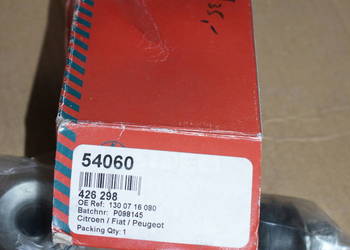 54060
426 298
OE Ref: 130 07 16 080
Batchnr: P098145
Citroen / Fiat / Peugeot
Packing Qty: 1